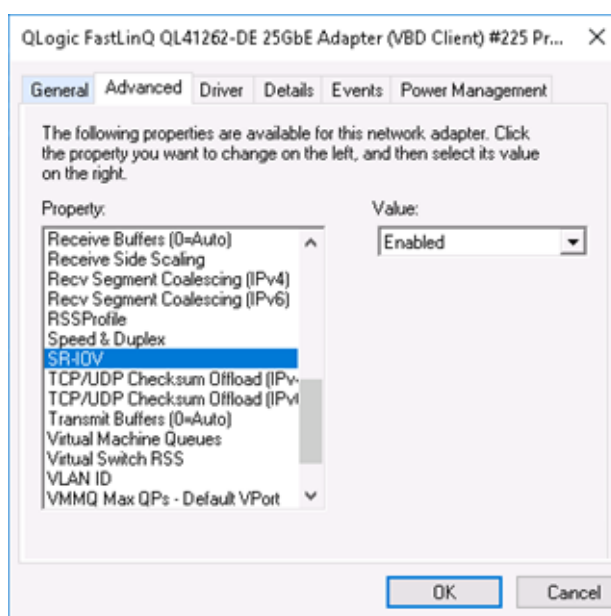 QLogic FastLinQ QL41262-DE 25GbE Adapter (VBD Client) #225 Pr...
General Advanced Driver Details Events Power Management
The following properties are available for this network adapter. Click
the property you want to change on the left, and then select its value
on the right.
Property:
Value:
Receive Buffers (0=Auto)
Receive Side Scaling
Recv Segment Coalescing (IPv4)
Recv Segment Coalescing (IPv6)
RSSProfile
Speed & Duplex
SR-IOV
TCP/UDP Checksum Offload (IPv
TCP/UDP Checksum Offload (IPv
Transmit Buffers (0=Auto)
Virtual Machine Queues
Virtual Switch RSS
VLAN ID
VMMQ Max QPs - Default VPort
Enabled
OK
Cancel